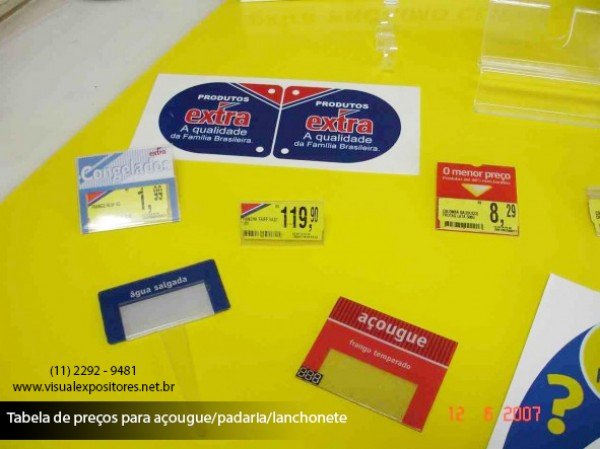 PRODUTOS
extra
A qualidade
da Família Brasileira.
PRODUTOS
extra
A qualidade
da Família Brasileira.
extra
Congelados
1,99
119,90
O menor preço
8,29
água salgada
açougue
frango temperado
888
?
(11) 2292 - 9481
www.visualexpositores.net.br
12 6 2007
Tabela de preços para açougue/padaria/lanchonete